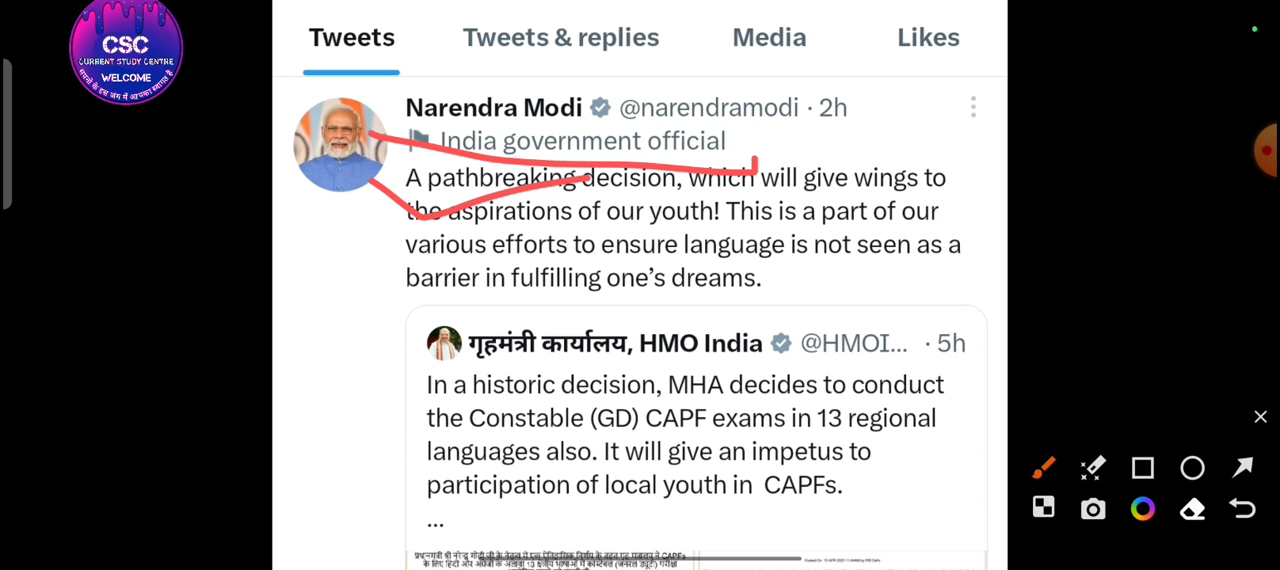 CSC
CURRENT STUDY CENTRE
WELCOME
सपनो के इस जंग में आपका स्वागत है
Tweets Tweets & replies Media Likes
Narendra Modi @narendramodi · 2h
India government official
A pathbreaking decision, which will give wings to
the aspirations of our youth! This is a part of our
various efforts to ensure language is not seen as a
barrier in fulfilling one’s dreams.
गृहमंत्री कार्यालय, HMO India @HMOI... · 5h
In a historic decision, MHA decides to conduct
the Constable (GD) CAPF exams in 13 regional
languages also. It will give an impetus to
participation of local youth in CAPFs.
...